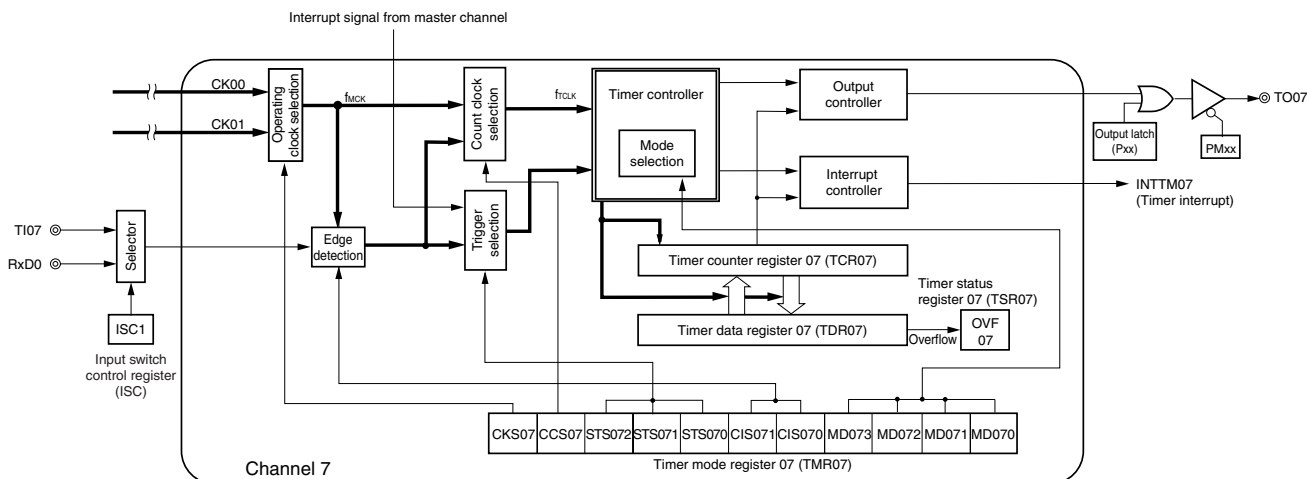 Interrupt signal from master channel
CK00
CK01
Operating
clock selection
fMCK
Count clock
selection
fTCLK
Timer controller
Mode
selection
Output
controller
Interrupt
controller
Output latch
(Pxx)
PMxx
TO07
INTTM07
(Timer interrupt)
TI07
RxD0
Selector
Edge
detection
Trigger
selection
ISC1
Input switch
control register
(ISC)
Timer counter register 07 (TCR07)
Timer status
register 07 (TSR07)
Timer data register 07 (TDR07)
Overflow
OVF
07
CKS07
CCS07
STS072
STS071
STS070
CIS071
CIS070
MD073
MD072
MD071
MD070
Timer mode register 07 (TMR07)
Channel 7